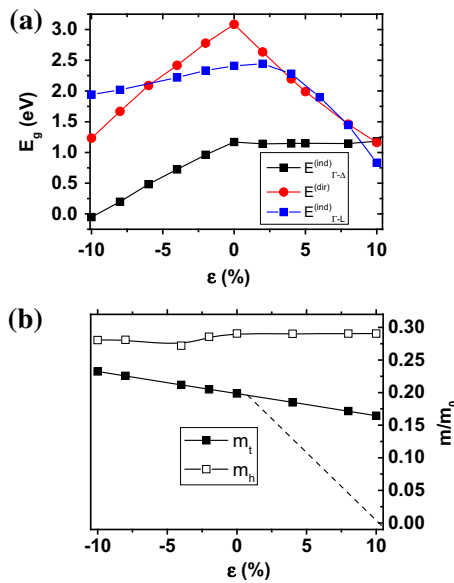 (a)
3.0
2.5
2.0
1.5
1.0
0.5
0.0
E_g (eV)
E^(ind)_Γ-Δ
E^(dir)
E^(ind)_Γ-L
-10 -5 0 5 10
ε (%)
(b)
0.30
0.25
0.20
0.15
0.10
0.05
0.00
m/m_0
m_t
m_h
-10 -5 0 5 10
ε (%)